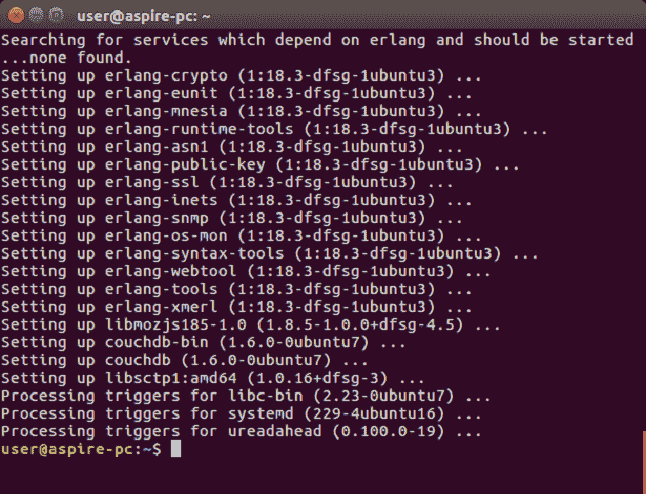 user@aspire-pc: ~
Searching for services which depend on erlang and should be started
...none found.
Setting up erlang-crypto (1:18.3-dfsg-1ubuntu3) ...
Setting up erlang-eunit (1:18.3-dfsg-1ubuntu3) ...
Setting up erlang-mnesia (1:18.3-dfsg-1ubuntu3) ...
Setting up erlang-runtime-tools (1:18.3-dfsg-1ubuntu3) ...
Setting up erlang-asn1 (1:18.3-dfsg-1ubuntu3) ...
Setting up erlang-public-key (1:18.3-dfsg-1ubuntu3) ...
Setting up erlang-ssl (1:18.3-dfsg-1ubuntu3) ...
Setting up erlang-inets (1:18.3-dfsg-1ubuntu3) ...
Setting up erlang-snmp (1:18.3-dfsg-1ubuntu3) ...
Setting up erlang-os-mon (1:18.3-dfsg-1ubuntu3) ...
Setting up erlang-syntax-tools (1:18.3-dfsg-1ubuntu3) ...
Setting up erlang-webtool (1:18.3-dfsg-1ubuntu3) ...
Setting up erlang-tools (1:18.3-dfsg-1ubuntu3) ...
Setting up erlang-xmerl (1:18.3-dfsg-1ubuntu3) ...
Setting up libmozjs185-1.0 (1.8.5-1.0.0+dfsg-4.5) ...
Setting up couchdb-bin (1.6.0-0ubuntu7) ...
Setting up couchdb (1.6.0-0ubuntu7) ...
Setting up libsctp1:amd64 (1.0.16+dfsg-3) ...
Processing triggers for libc-bin (2.23-0ubuntu7) ...
Processing triggers for systemd (229-4ubuntu16) ...
Processing triggers for ureadahead (0.100.0-19) ...
user@aspire-pc:~$